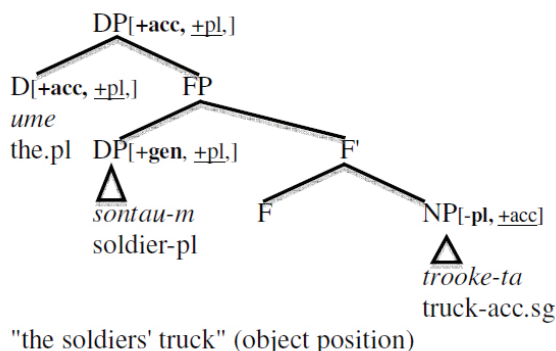 DP[+acc, +pl,]
D[+acc, +pl,] FP
ume
the.pl DP[+gen, +pl,] F'
sontau-m F NP[-pl, +acc]
soldier-pl trooke-ta
truck-acc.sg
"the soldiers' truck" (object position)